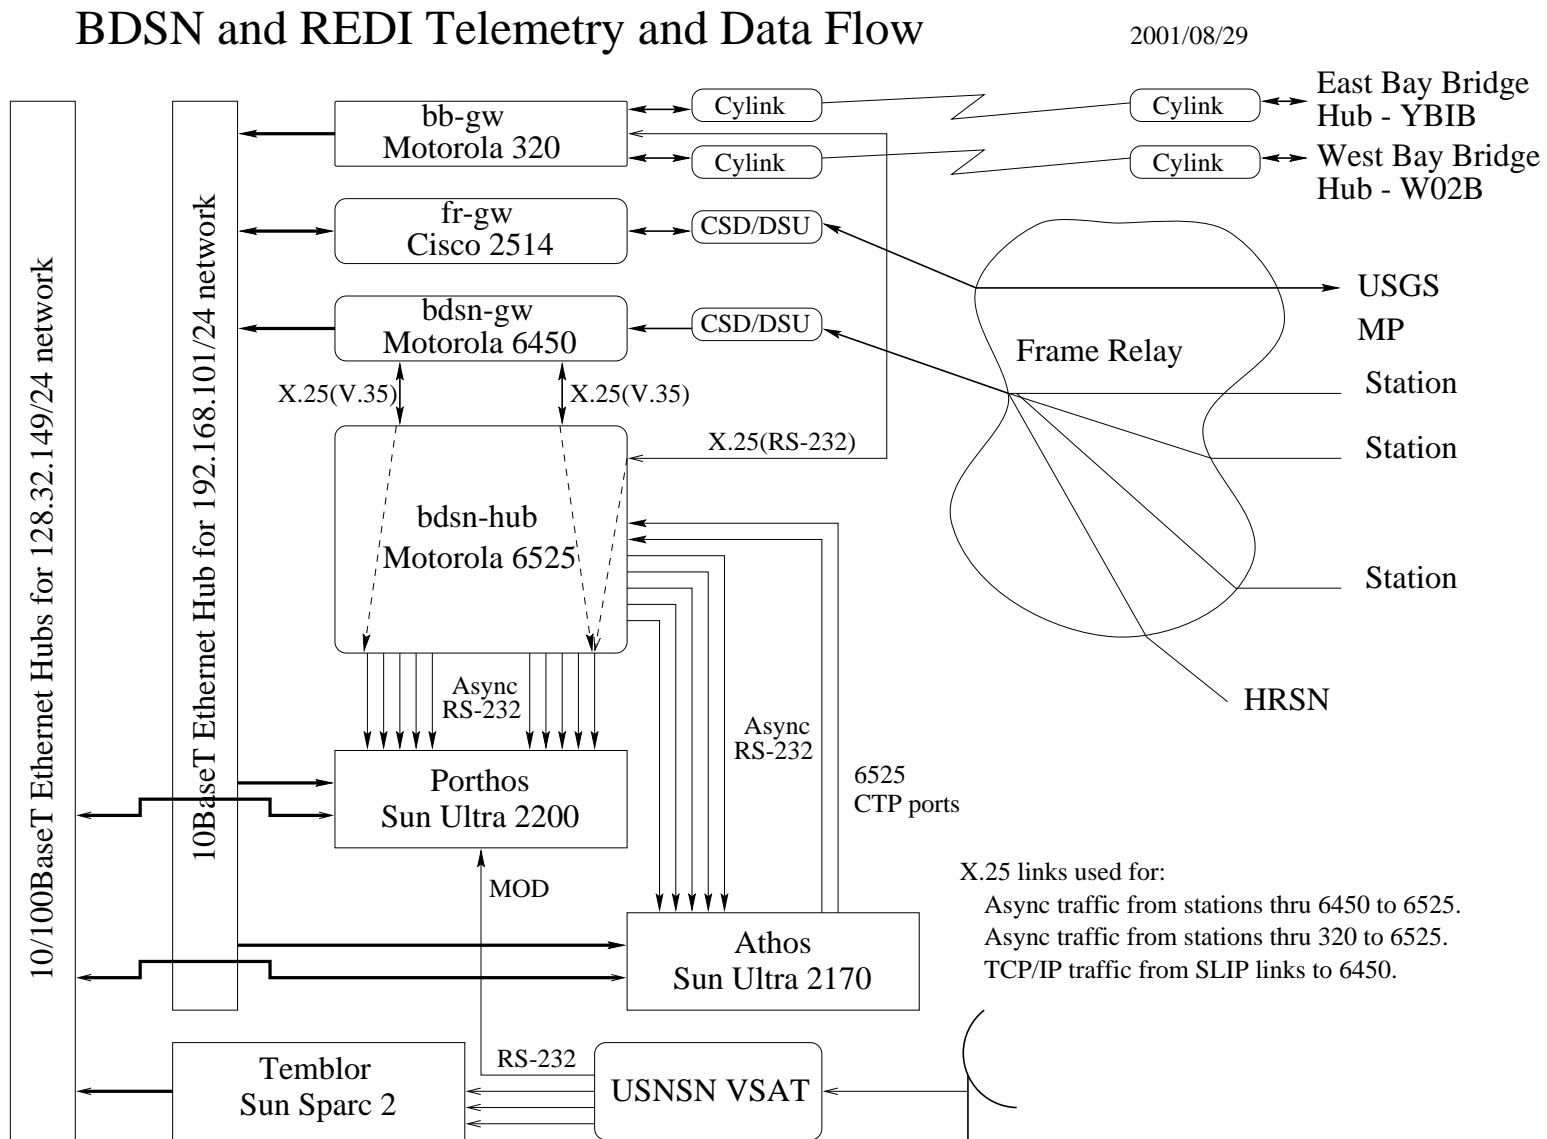 BDSN and REDI Telemetry and Data Flow
2001/08/29
10/100BaseT Ethernet Hubs for 128.32.149/24 network
10BaseT Ethernet Hub for 192.168.101/24 network
bb-gw
Motorola 320
Cylink
Cylink
East Bay Bridge
Hub - YBIB
Cylink
Cylink
West Bay Bridge
Hub - W02B
fr-gw
Cisco 2514
CSD/DSU
USGS
MP
bdsn-gw
Motorola 6450
CSD/DSU
Frame Relay
Station
X.25(V.35)
X.25(V.35)
X.25(RS-232)
Station
bdsn-hub
Motorola 6525
Station
Async
RS-232
HRSN
Async
RS-232
Porthos
Sun Ultra 2200
6525
CTP ports
MOD
X.25 links used for:
Async traffic from stations thru 6450 to 6525.
Async traffic from stations thru 320 to 6525.
TCP/IP traffic from SLIP links to 6450.
Athos
Sun Ultra 2170
RS-232
Temblor
Sun Sparc 2
USNSN VSAT